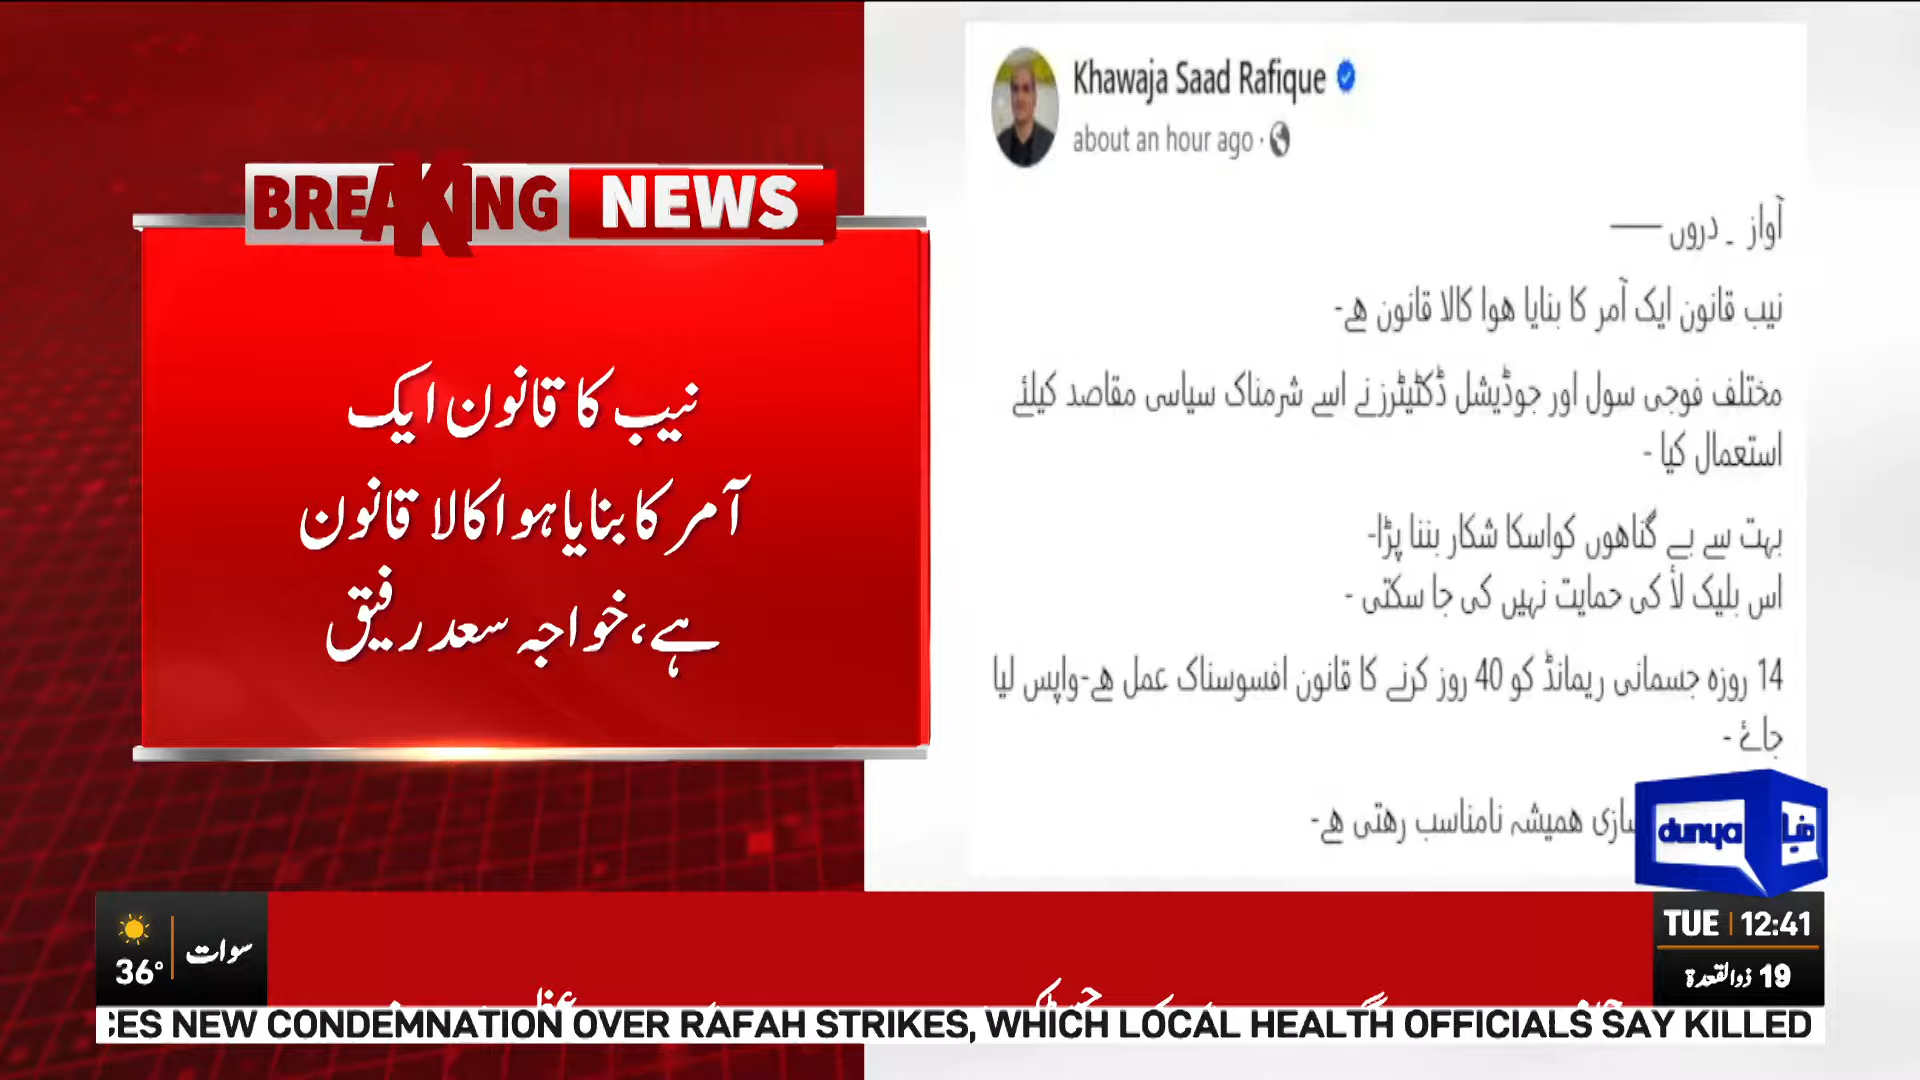 BREAKING NEWS
نیب کا قانون ایک
آمر کا بنایا ہوا کالا قانون
ہے، خواجہ سعد رفیق
Khawaja Saad Rafique
about an hour ago ·
آواز ۔ دروں ——
نیب قانون ایک آمر کا بنایا ھوا کالا قانون ھے-
مختلف فوجی سول اور جوڈیشل ڈکٹیٹرز نے اسے شرمناک سیاسی مقاصد کیلئے
استعمال کیا -
بہت سے بے گناھوں کواسکا شکار بننا پڑا-
اس بلیک لأ کی حمایت نہیں کی جا سکتی -
14 روزہ جسمانی ریمانڈ کو 40 روز کرنے کا قانون افسوسناک عمل ھے-واپس لیا
جاۓ -
سازی ھمیشہ نامناسب رھتی ھے-
dunya دنیا
سوات
36°
TUE 12:41
19 ذوالقعدۃ
CES NEW CONDEMNATION OVER RAFAH STRIKES, WHICH LOCAL HEALTH OFFICIALS SAY KILLED